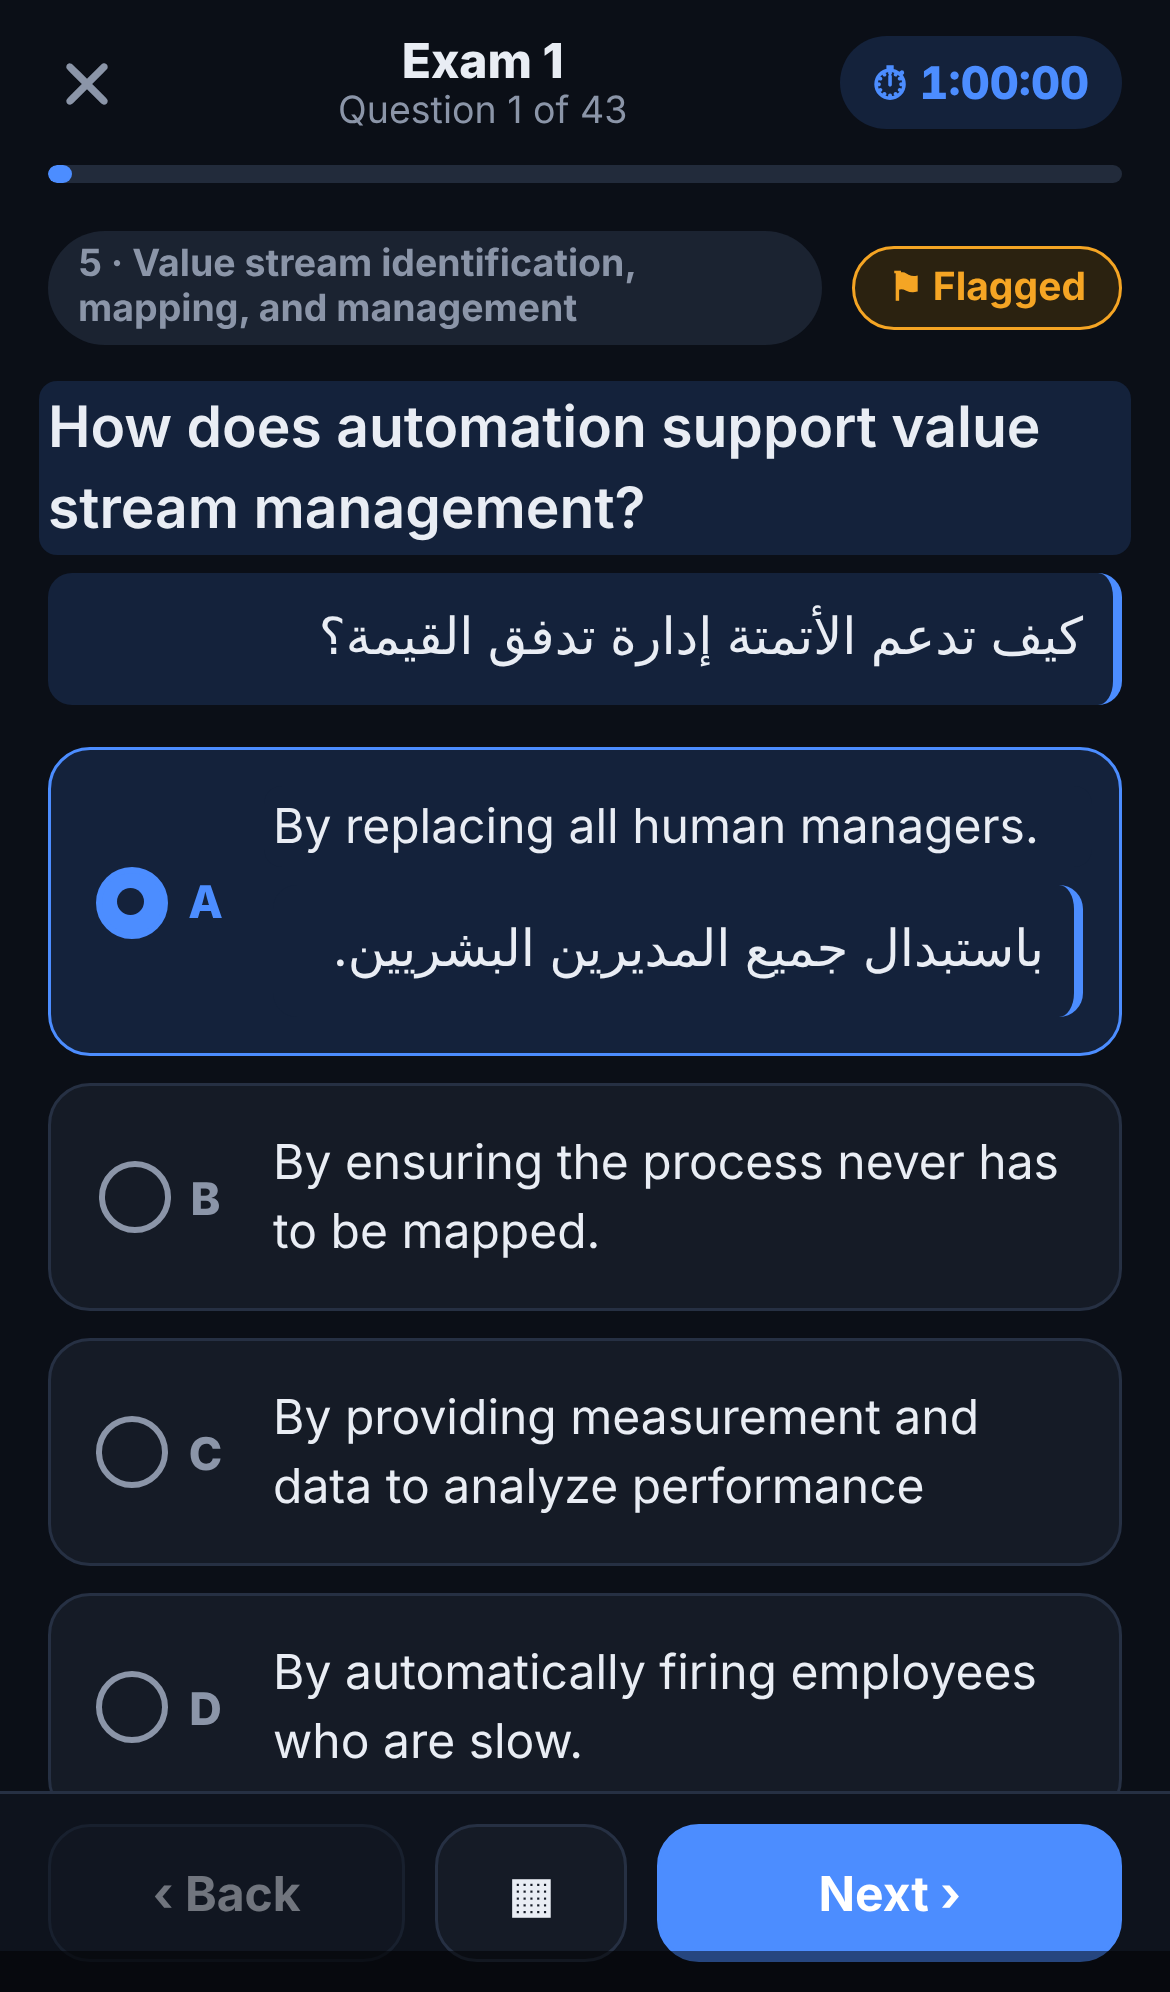 Exam 1
Question 1 of 43
1:00:00
5 · Value stream identification,
mapping, and management
Flagged
How does automation support value
stream management?
كيف تدعم الأتمتة إدارة تدفق القيمة؟
A
By replacing all human managers.
باستبدال جميع المديرين البشريين.
B
By ensuring the process never has
to be mapped.
C
By providing measurement and
data to analyze performance
D
By automatically firing employees
who are slow.
‹ Back
Next ›